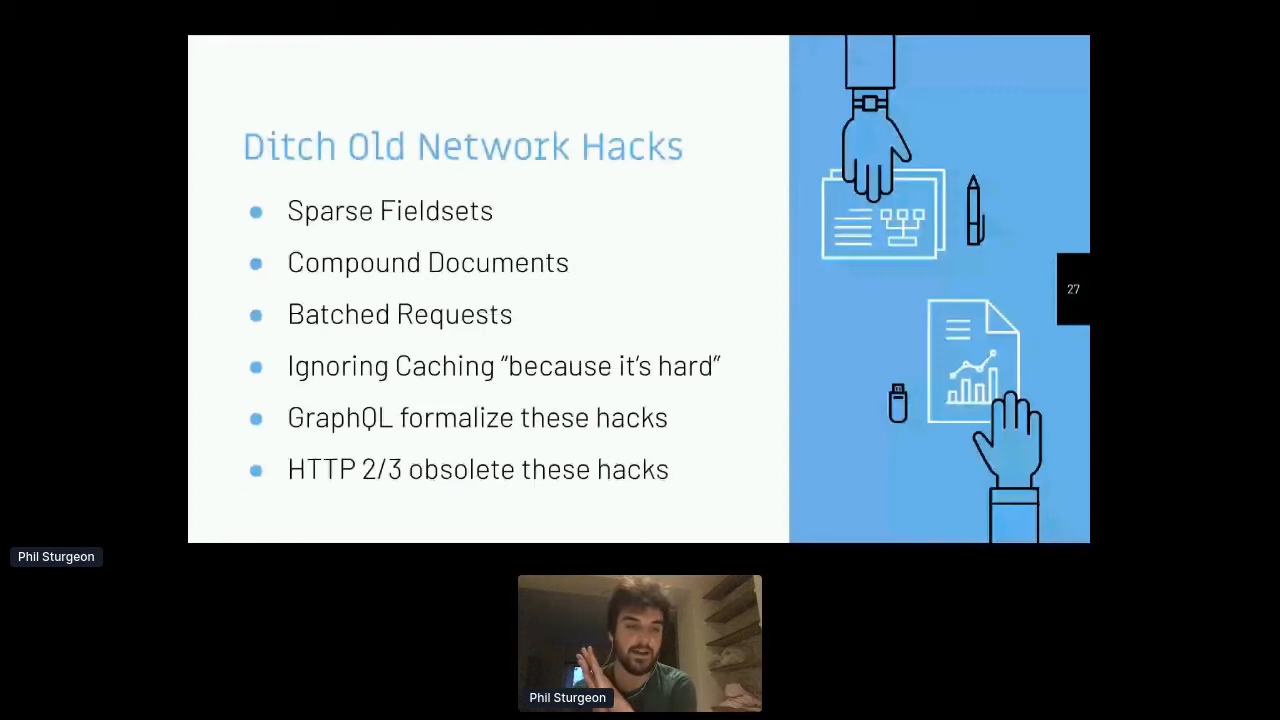 Ditch Old Network Hacks
Sparse Fieldsets
Compound Documents
Batched Requests
Ignoring Caching “because it’s hard”
GraphQL formalize these hacks
HTTP 2/3 obsolete these hacks
27
Phil Sturgeon
Phil Sturgeon